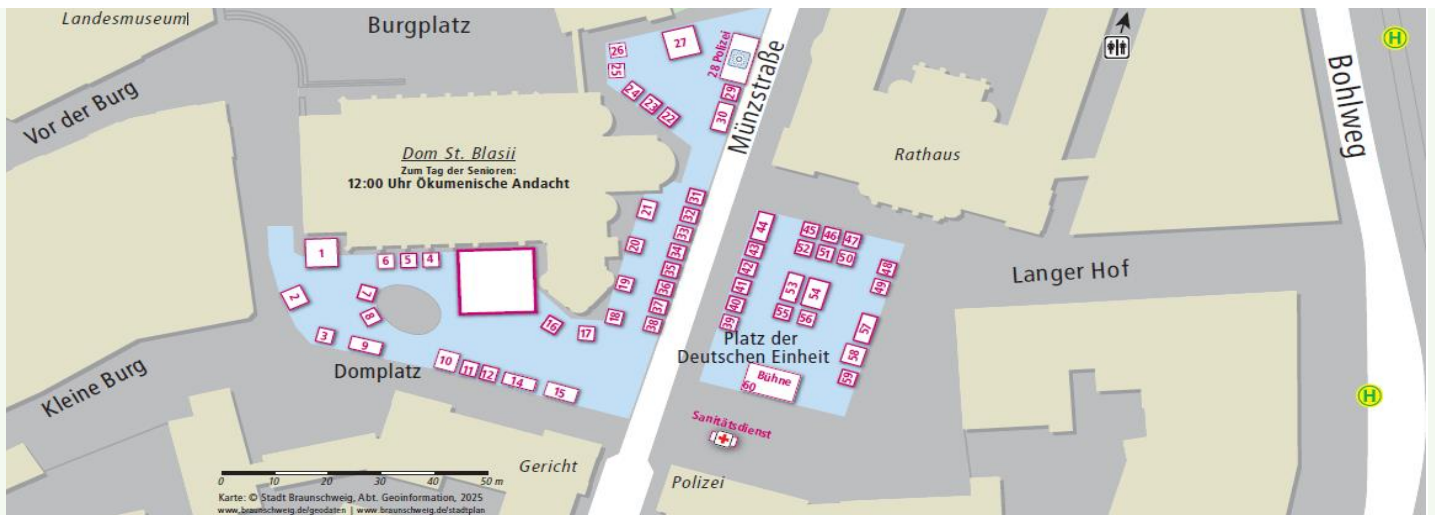 Landesmuseum
Burgplatz
Vor der Burg
Kleine Burg
Dom St. Blasii
Zum Tag der Senioren:
12:00 Uhr Ökumenische Andacht
26
25
27
28 Polizei
24
23
22
29
30
Münzstraße
Rathaus
Bohlweg
H
H
Langer Hof
1
6
5
4
2
7
8
3
9
Domplatz
10
11
12
14
15
16
17
18
19
20
21
31
32
33
34
35
36
37
38
44
43
42
41
40
39
45
46
47
52
51
50
48
49
53
54
55
56
57
58
59
Platz der
Deutschen Einheit
Bühne
60
Sanitätsdienst
Gericht
Polizei
0 10 20 30 40 50 m
Karte: © Stadt Braunschweig, Abt. Geoinformation, 2025
www.braunschweig.de/geodaten | www.braunschweig.de/stadtplan